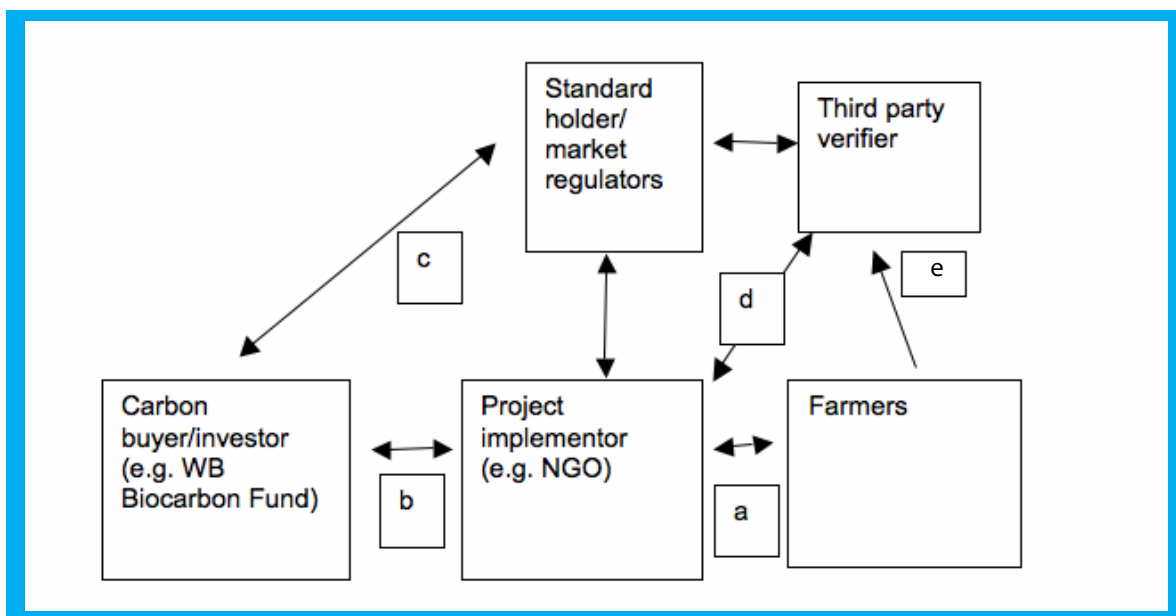 Standard
holder/
market
regulators
Third party
verifier
c
e
d
Carbon
buyer/investor
(e.g. WB
Biocarbon Fund)
Project
implementor
(e.g. NGO)
Farmers
b
a